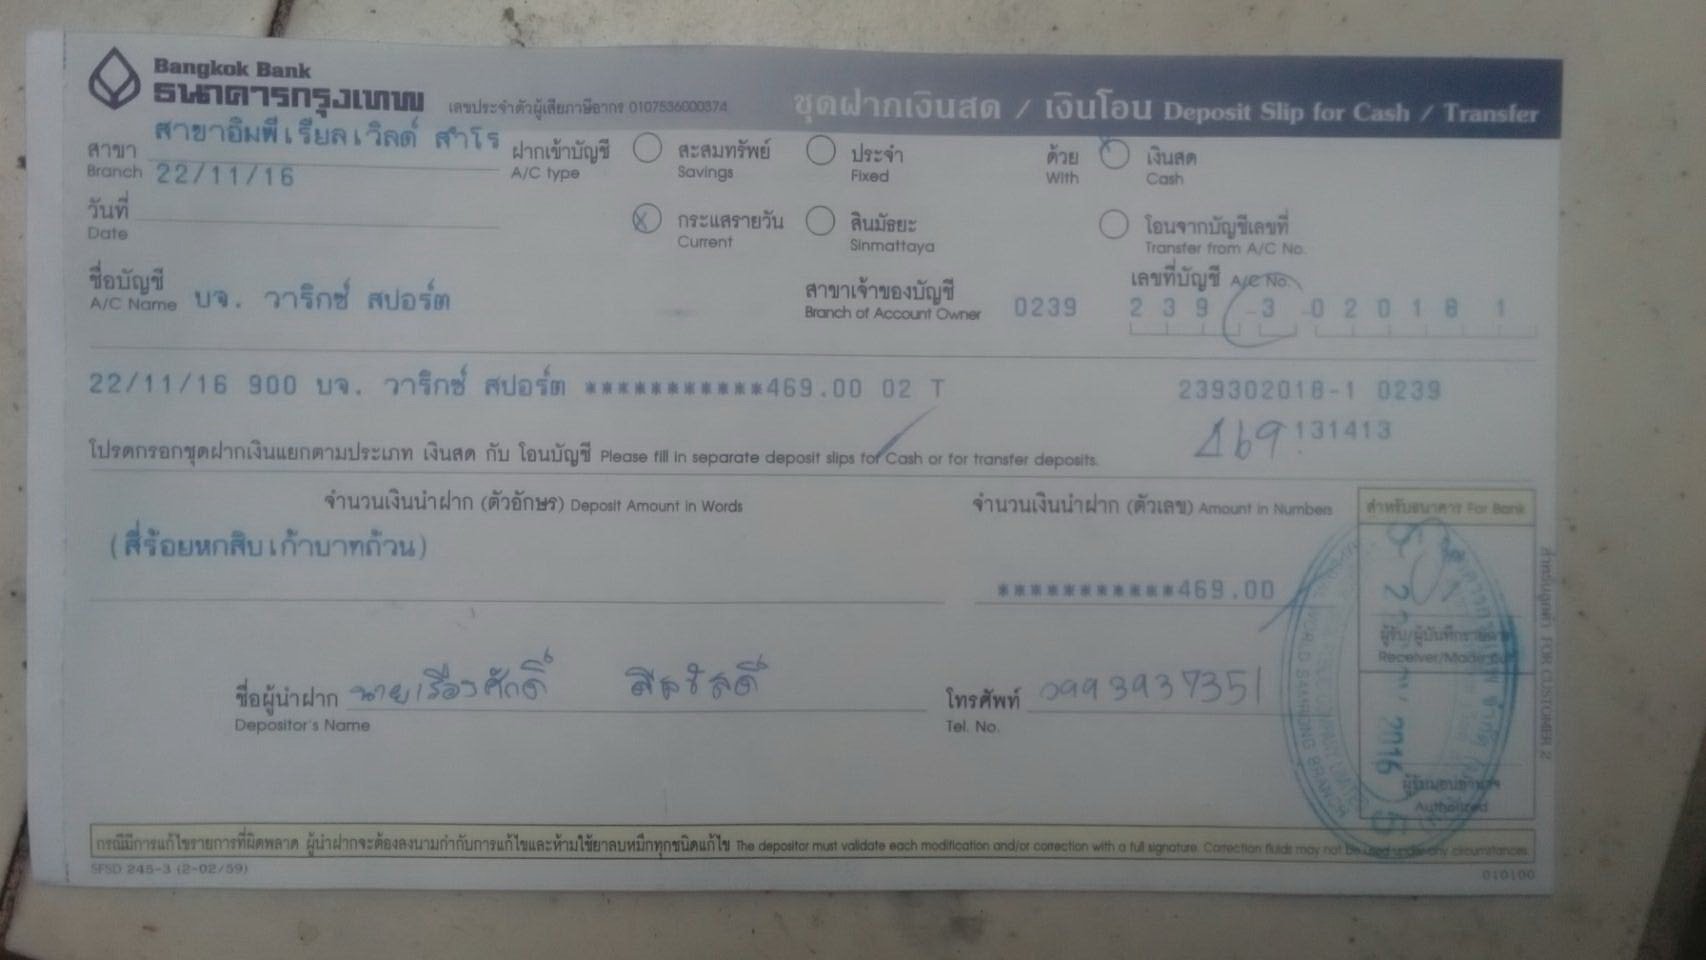 Bangkok Bank
ธนาคารกรุงเทพ
เลขประจำตัวผู้เสียภาษีอากร 0107536000374
ชุดฝากเงินสด / เงินโอน Deposit Slip for Cash / Transfer
สาขา Branch สาขาอิมพีเรียลเวิลด์ สำโร
22/11/16
วันที่ Date
ฝากเข้าบัญชี A/C type
สะสมทรัพย์ Savings
ประจำ Fixed
ด้วย With
เงินสด Cash
กระแสรายวัน Current
สินมัธยะ Sinmattaya
โอนจากบัญชีเลขที่ Transfer from A/C No.
ชื่อบัญชี A/C Name บจ. วาริกซ์ สปอร์ต
สาขาเจ้าของบัญชี Branch of Account Owner 0239
เลขที่บัญชี A/C No.
2 3 9 -3 -0 2 0 1 8 1
22/11/16 900 บจ. วาริกซ์ สปอร์ต ***********469.00 02 T 239302018-1 0239
131413
โปรดกรอกชุดฝากเงินแยกตามประเภท เงินสด กับ โอนบัญชี Please fill in separate deposit slips for Cash or for transfer deposits.
จำนวนเงินนำฝาก (ตัวอักษร) Deposit Amount in Words
จำนวนเงินนำฝาก (ตัวเลข) Amount in Numbers
สำหรับธนาคาร For Bank
(สี่ร้อยหกสิบเก้าบาทถ้วน)
***********469.00
ผู้รับ/ผู้บันทึกรายการ
Receiver/Made
ชื่อผู้นำฝาก Depositor's Name นายเรืองศักดิ์
โทรศัพท์ Tel. No. 0993937351
ผู้รับมอบอำนาจ
Authorized
2016
สำหรับลูกค้า FOR CUSTOMER 2
กรณีมีการแก้ไขรายการที่ผิดพลาด ผู้นำฝากจะต้องลงนามกำกับการแก้ไขและห้ามใช้ยาลบหมึกทุกชนิดแก้ไข The depositor must validate each modification and/or correction with a full signature. Correction fluids may not be used under any circumstances.
SFSD 245-3 (2-02/59)
010100